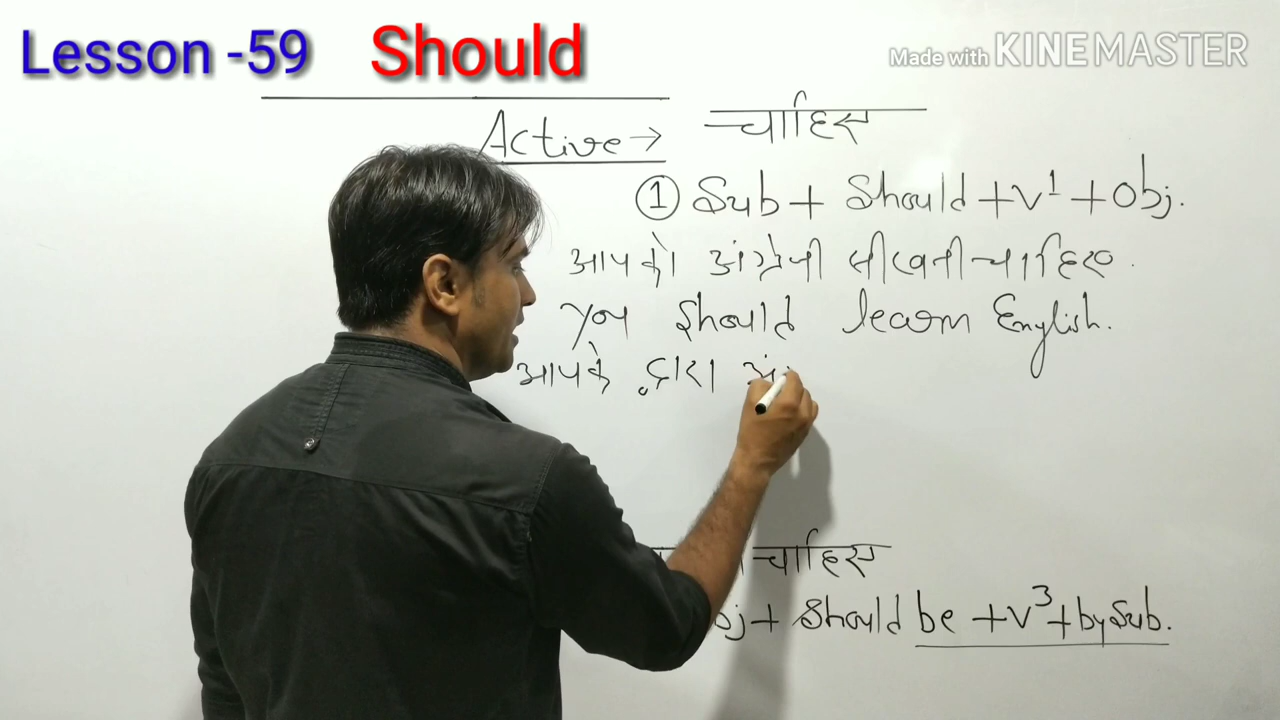 Lesson -59 Should
Made with KINEMASTER
Active → चाहिए
① Sub + Should + V¹ + Obj.
आपको अंग्रेजी सीखनी चाहिए.
You should learn English.
आपके द्वारा अं
चाहिए
bj + Should be + V³ + by Sub.